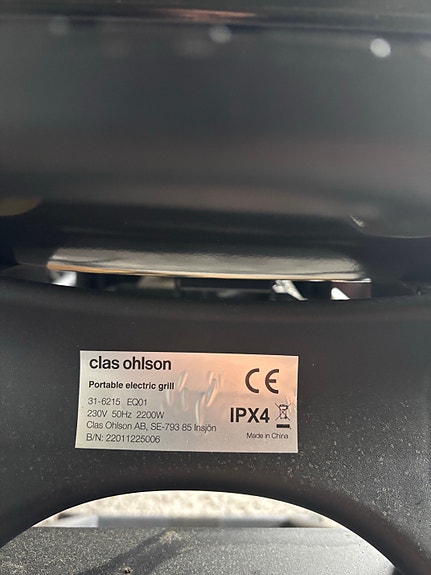 clas ohlson
Portable electric grill
31-6215 EQ01
230V 50Hz 2200W
Clas Ohlson AB, SE-793 85 Insjön
B/N: 22011225006
CE
IPX4
Made in China